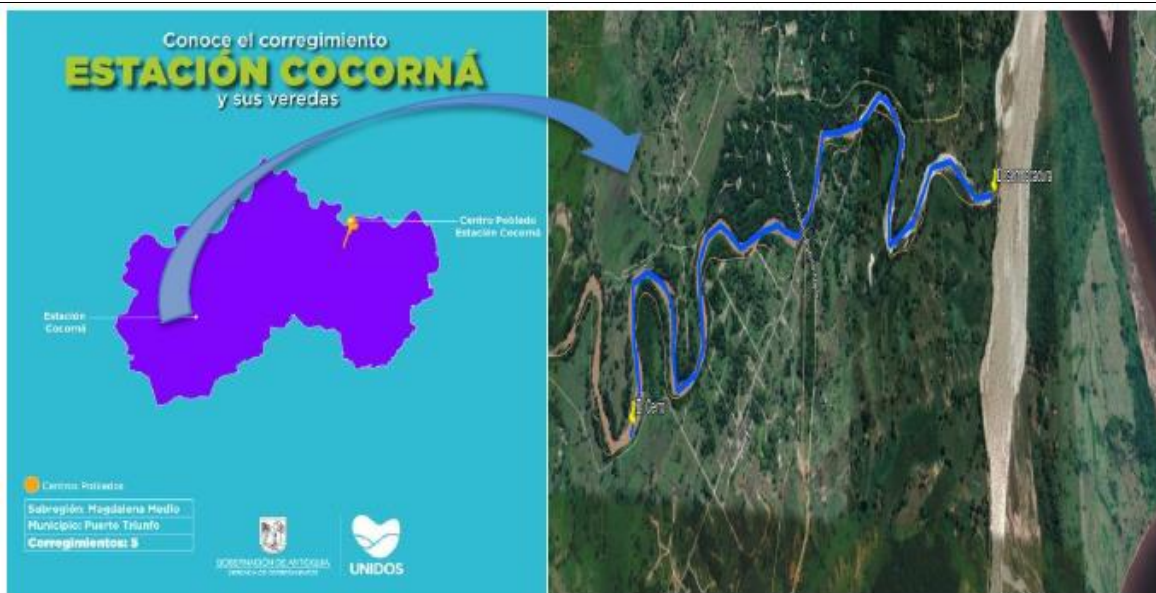 Conoce el corregimiento
ESTACIÓN COCORNÁ
y sus veredas
Centro Poblado
Estación Cocorná
Estación
Cocorná
Centros Poblados
Subregión: Magdalena Medio
Municipio: Puerto Triunfo
Corregimientos: 5
GOBERNACIÓN DE ANTIOQUIA
UNIDOS